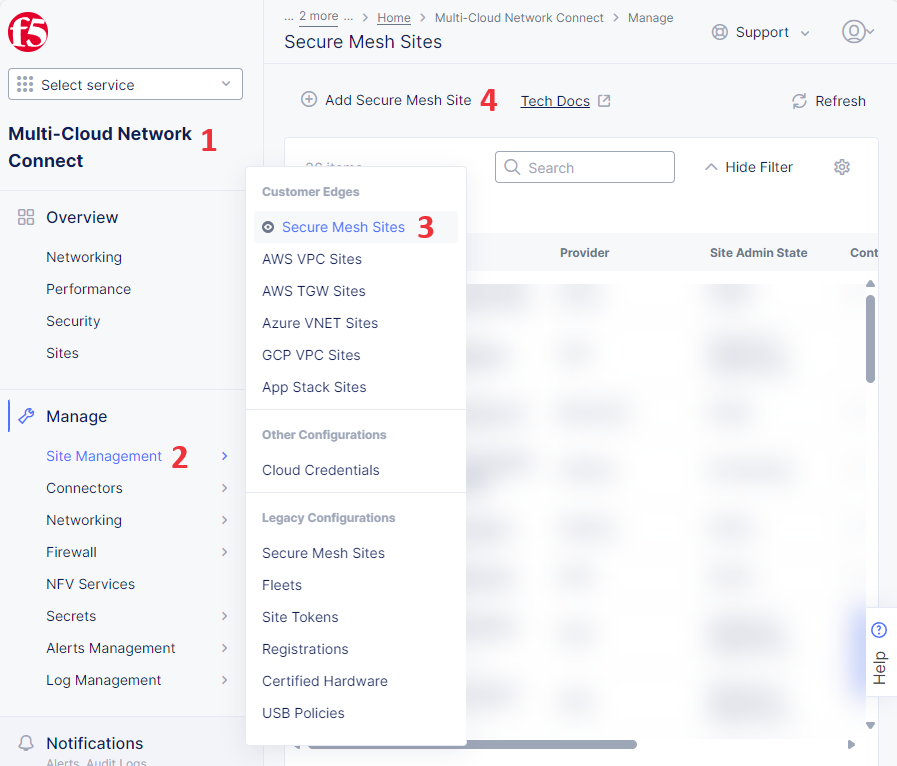 f5
... 2 more ... > Home > Multi-Cloud Network Connect > Manage
Secure Mesh Sites
Support
Select service
Multi-Cloud Network
Connect
1
Add Secure Mesh Site 4
Tech Docs
Refresh
26 items
Search
Hide Filter
Overview
Networking
Performance
Security
Sites
Manage
Site Management 2
Connectors
Networking
Firewall
NFV Services
Secrets
Alerts Management
Log Management
Notifications
Alerts, Audit Logs
Customer Edges
Secure Mesh Sites 3
AWS VPC Sites
AWS TGW Sites
Azure VNET Sites
GCP VPC Sites
App Stack Sites
Other Configurations
Cloud Credentials
Legacy Configurations
Secure Mesh Sites
Fleets
Site Tokens
Registrations
Certified Hardware
USB Policies
Provider
Site Admin State
Cont
Help